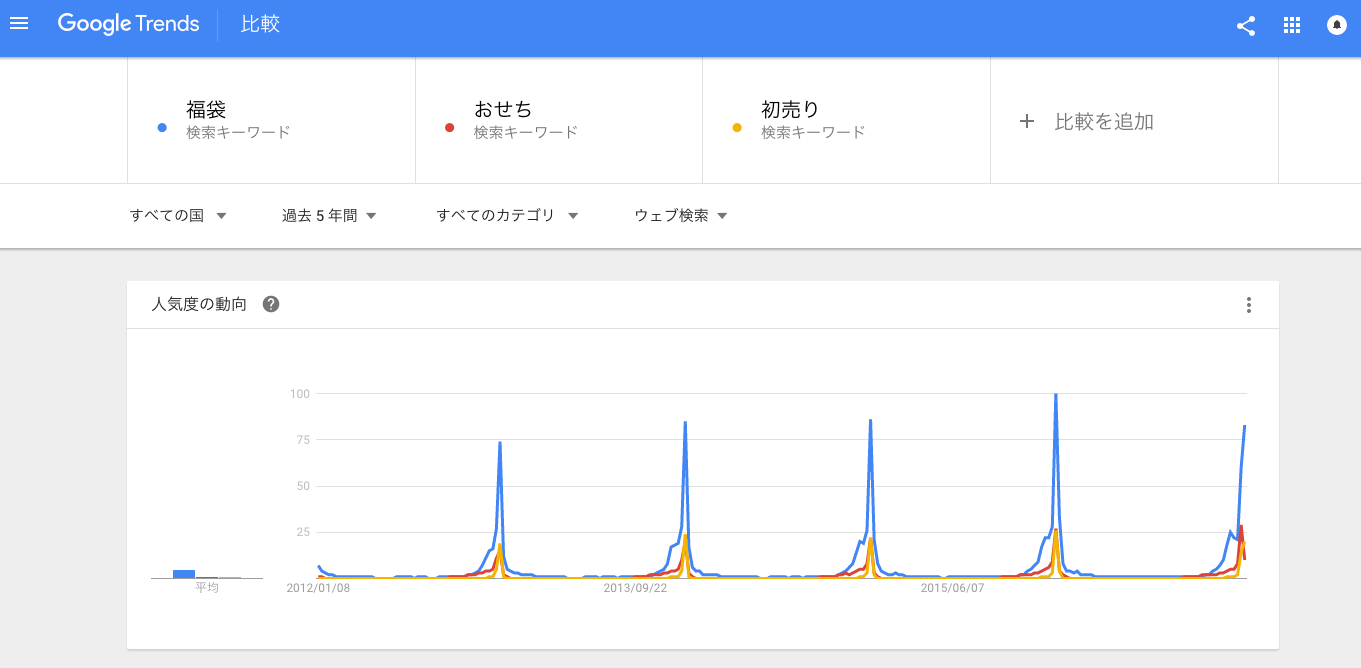 Google Trends 比較
福袋
検索キーワード
おせち
検索キーワード
初売り
検索キーワード
+ 比較を追加
すべての国 過去 5 年間 すべてのカテゴリ ウェブ検索
人気度の動向 ?
100
75
50
25
平均
2012/01/08 2013/09/22 2015/06/07